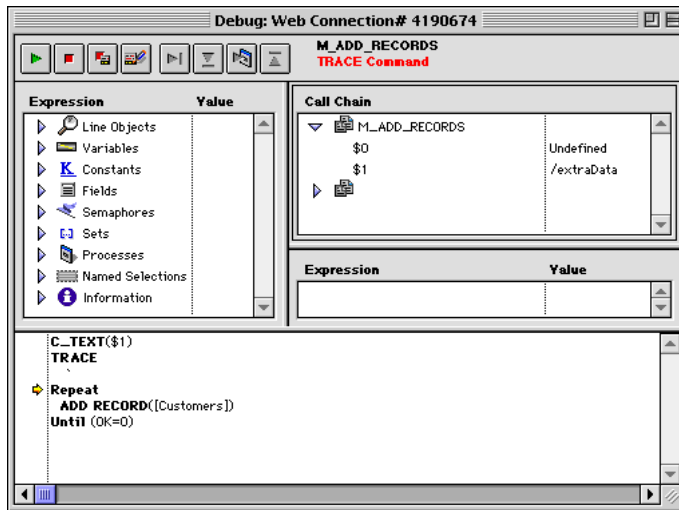 Debug: Web Connection# 4190674
M_ADD_RECORDS
TRACE Command
Expression Value
Line Objects
Variables
K Constants
Fields
Semaphores
Sets
Processes
Named Selections
Information
Call Chain
M_ADD_RECORDS
$0 Undefined
$1 /extraData
Expression Value
C_TEXT($1)
TRACE
`
Repeat
ADD RECORD([Customers])
Until (OK=0)